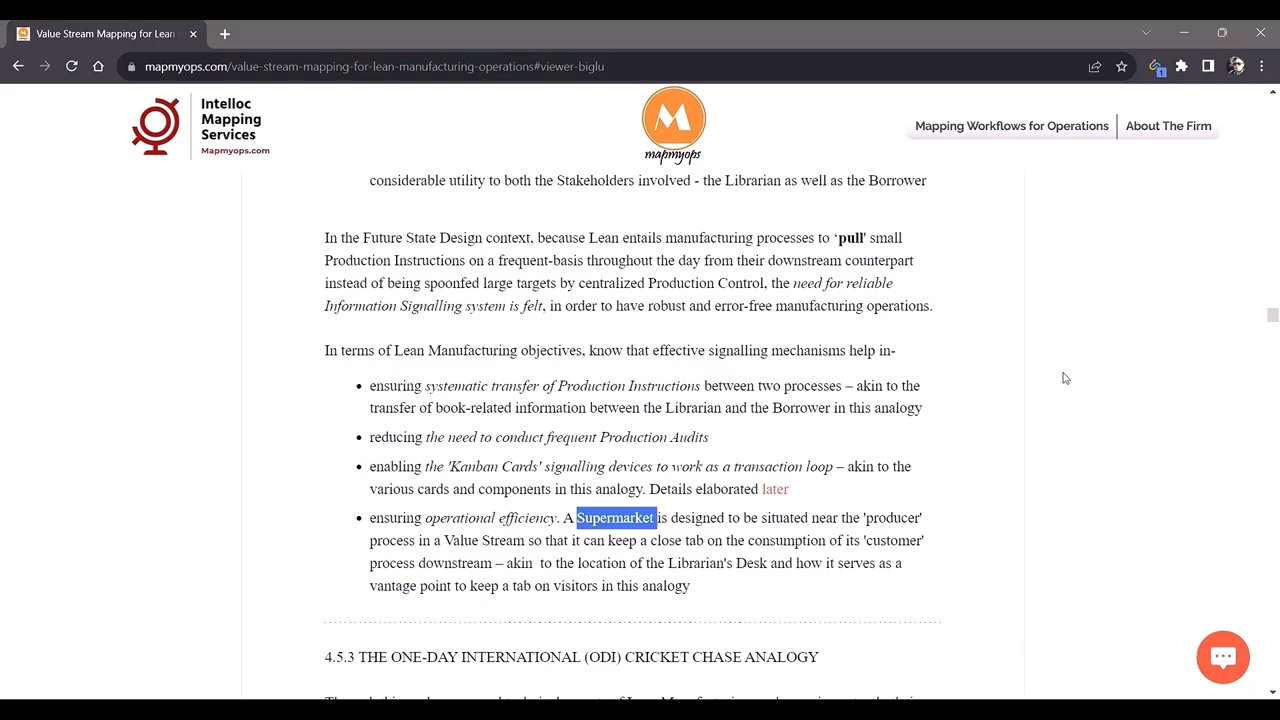 Value Stream Mapping for Lean
mapmyops.com/value-stream-mapping-for-lean-manufacturing-operations#viewer-biglu
1
Intelloc
Mapping
Services
Mapmyops.com
M
mapmyops
Mapping Workflows for Operations
About The Firm
considerable utility to both the Stakeholders involved - the Librarian as well as the Borrower
In the Future State Design context, because Lean entails manufacturing processes to ‘pull' small
Production Instructions on a frequent-basis throughout the day from their downstream counterpart
instead of being spoonfed large targets by centralized Production Control, the need for reliable
Information Signalling system is felt, in order to have robust and error-free manufacturing operations.
In terms of Lean Manufacturing objectives, know that effective signalling mechanisms help in-
• ensuring systematic transfer of Production Instructions between two processes – akin to the
transfer of book-related information between the Librarian and the Borrower in this analogy
• reducing the need to conduct frequent Production Audits
• enabling the 'Kanban Cards' signalling devices to work as a transaction loop – akin to the
various cards and components in this analogy. Details elaborated later
• ensuring operational efficiency. A Supermarket is designed to be situated near the 'producer'
process in a Value Stream so that it can keep a close tab on the consumption of its 'customer'
process downstream – akin to the location of the Librarian's Desk and how it serves as a
vantage point to keep a tab on visitors in this analogy
4.5.3 THE ONE-DAY INTERNATIONAL (ODI) CRICKET CHASE ANALOGY